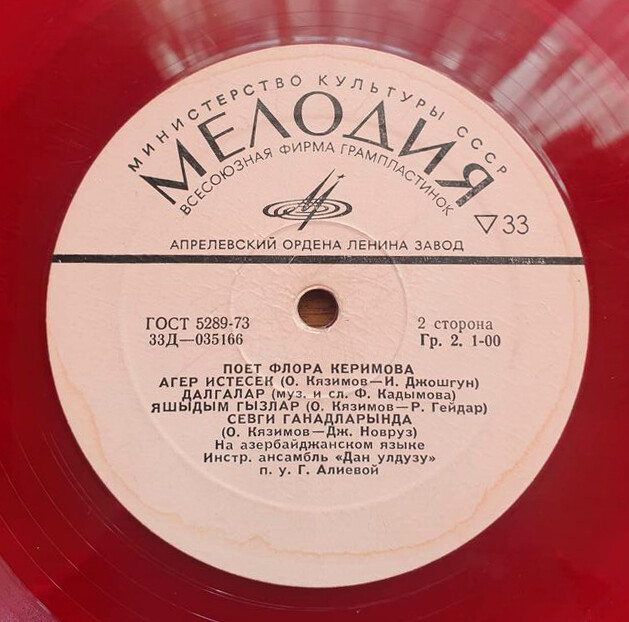 МИНИСТЕРСТВО КУЛЬТУРЫ СССР
МЕЛОДИЯ
ВСЕСОЮЗНАЯ ФИРМА ГРАМПЛАСТИНОК
33
АПРЕЛЕВСКИЙ ОРДЕНА ЛЕНИНА ЗАВОД
ГОСТ 5289-73
2 сторона
33Д—035166
Гр. 2. 1-00
ПОЕТ ФЛОРА КЕРИМОВА
АГЕР ИСТЕСЕК (О. Кязимов—И. Джошгун)
ДАЛГАЛАР (муз. и сл. Ф. Кадымова)
ЯШЫДЫМ ГЫЗЛАР (О. Кязимов—Р. Гейдар)
СЕВГИ ГАНАДЛАРЫНДА
(О. Кязимов—Дж. Новруз)
На азербайджанском языке
Инстр. ансамбль «Дан улдузу»
п. у. Г. Алиевой